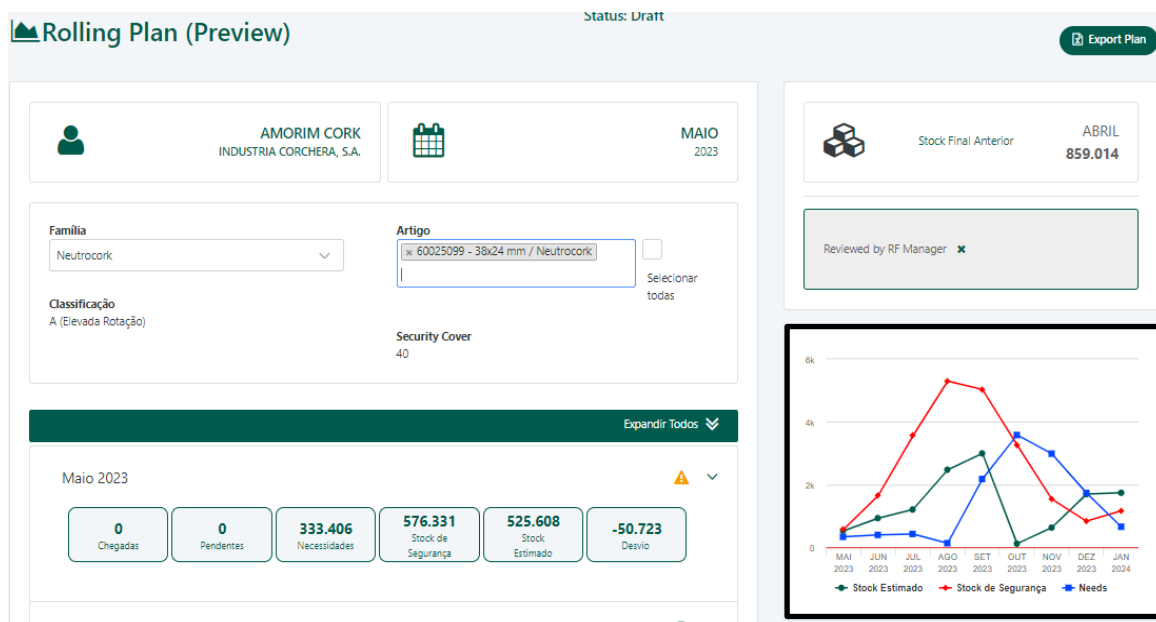 Status: Draft
Rolling Plan (Preview)
Export Plan
AMORIM CORK
INDUSTRIA CORCHERA, S.A.
MAIO
2023
Stock Final Anterior
ABRIL
859.014
Família
Neutrocork
Artigo
× 60025099 - 38x24 mm / Neutrocork
Selecionar
todas
Classificação
A (Elevada Rotação)
Security Cover
40
Reviewed by RF Manager
Expandir Todos
Maio 2023
0
Chegadas
0
Pendentes
333.406
Necessidades
576.331
Stock de
Segurança
525.608
Stock
Estimado
-50.723
Desvio
6k
4k
2k
0
MAI JUN JUL AGO SET OUT NOV DEZ JAN
2023 2023 2023 2023 2023 2023 2023 2023 2024
Stock Estimado Stock de Segurança Needs